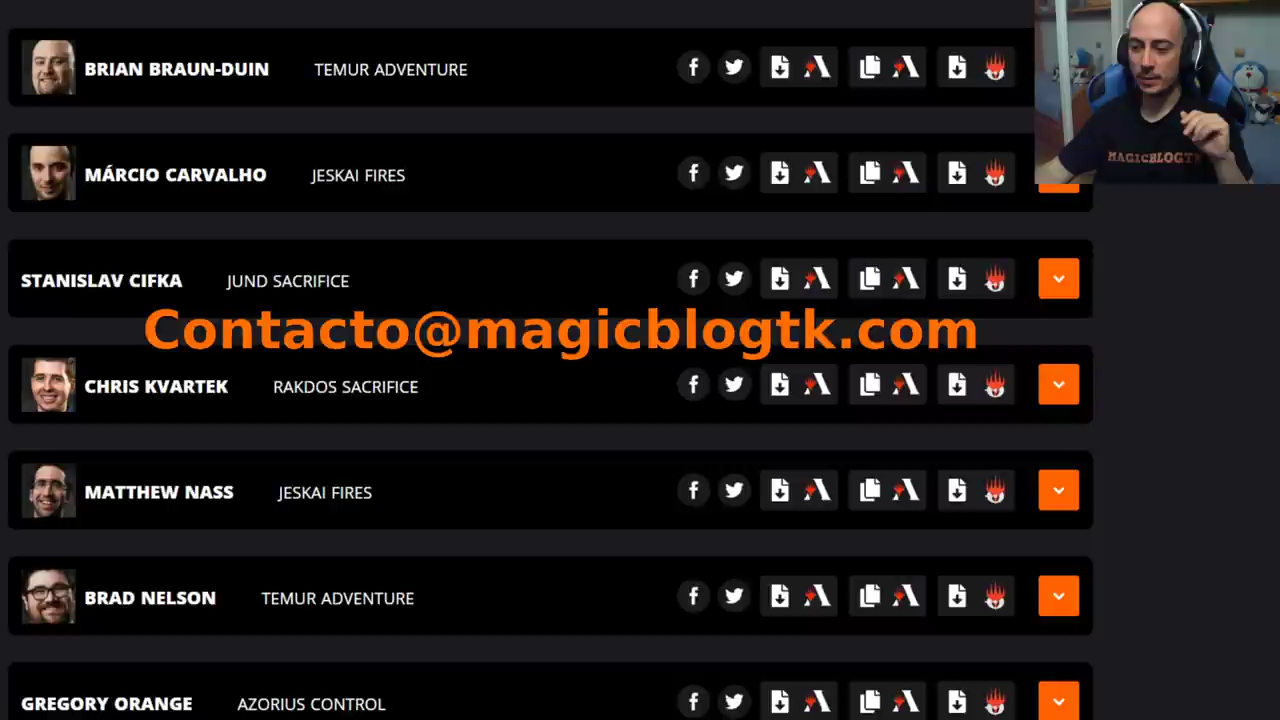 BRIAN BRAUN-DUIN TEMUR ADVENTURE
MÁRCIO CARVALHO JESKAI FIRES
MAGICBLOGTK
STANISLAV CIFKA JUND SACRIFICE
Contacto@magicblogtk.com
CHRIS KVARTEK RAKDOS SACRIFICE
MATTHEW NASS JESKAI FIRES
BRAD NELSON TEMUR ADVENTURE
GREGORY ORANGE AZORIUS CONTROL